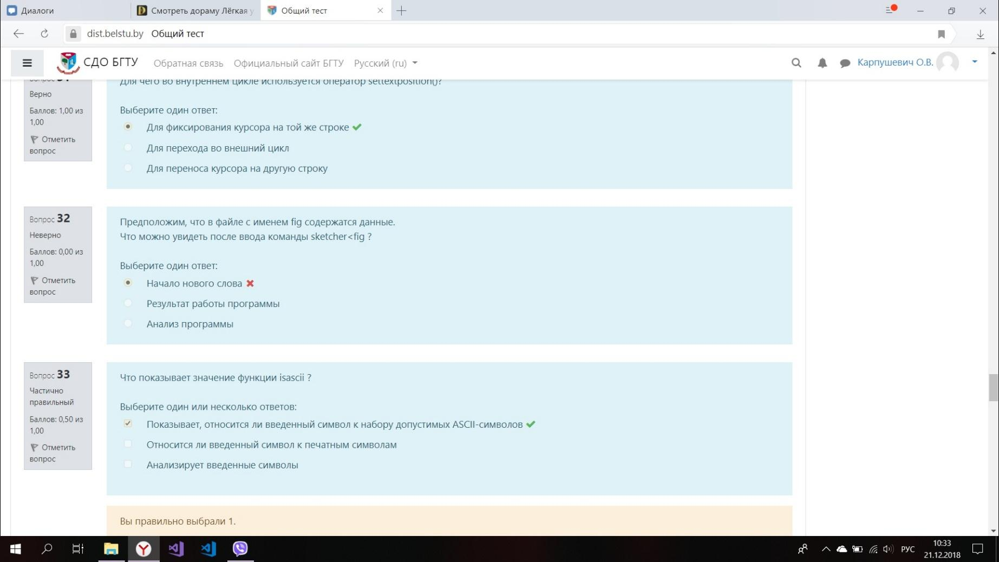 Диалоги
Смотреть дораму Лёгкая у
Общий тест
dist.belstu.by Общий тест
СДО БГТУ
Обратная связь
Официальный сайт БГТУ
Русский (ru)
Карпушевич О.В.
Вопрос 31
Верно
Баллов: 1,00 из
1,00
Отметить
вопрос
Для чего во внутреннем цикле используется оператор settextposition()?
Выберите один ответ:
Для фиксирования курсора на той же строке
Для перехода во внешний цикл
Для переноса курсора на другую строку
Вопрос 32
Неверно
Баллов: 0,00 из
1,00
Отметить
вопрос
Предположим, что в файле с именем fig содержатся данные.
Что можно увидеть после ввода команды sketcher<fig ?
Выберите один ответ:
Начало нового слова
Результат работы программы
Анализ программы
Вопрос 33
Частично
правильный
Баллов: 0,50 из
1,00
Отметить
вопрос
Что показывает значение функции isascii ?
Выберите один или несколько ответов:
Показывает, относится ли введенный символ к набору допустимых ASCII-символов
Относится ли введенный символ к печатным символам
Анализирует введенные символы
Вы правильно выбрали 1.
РУС
10:33
21.12.2018